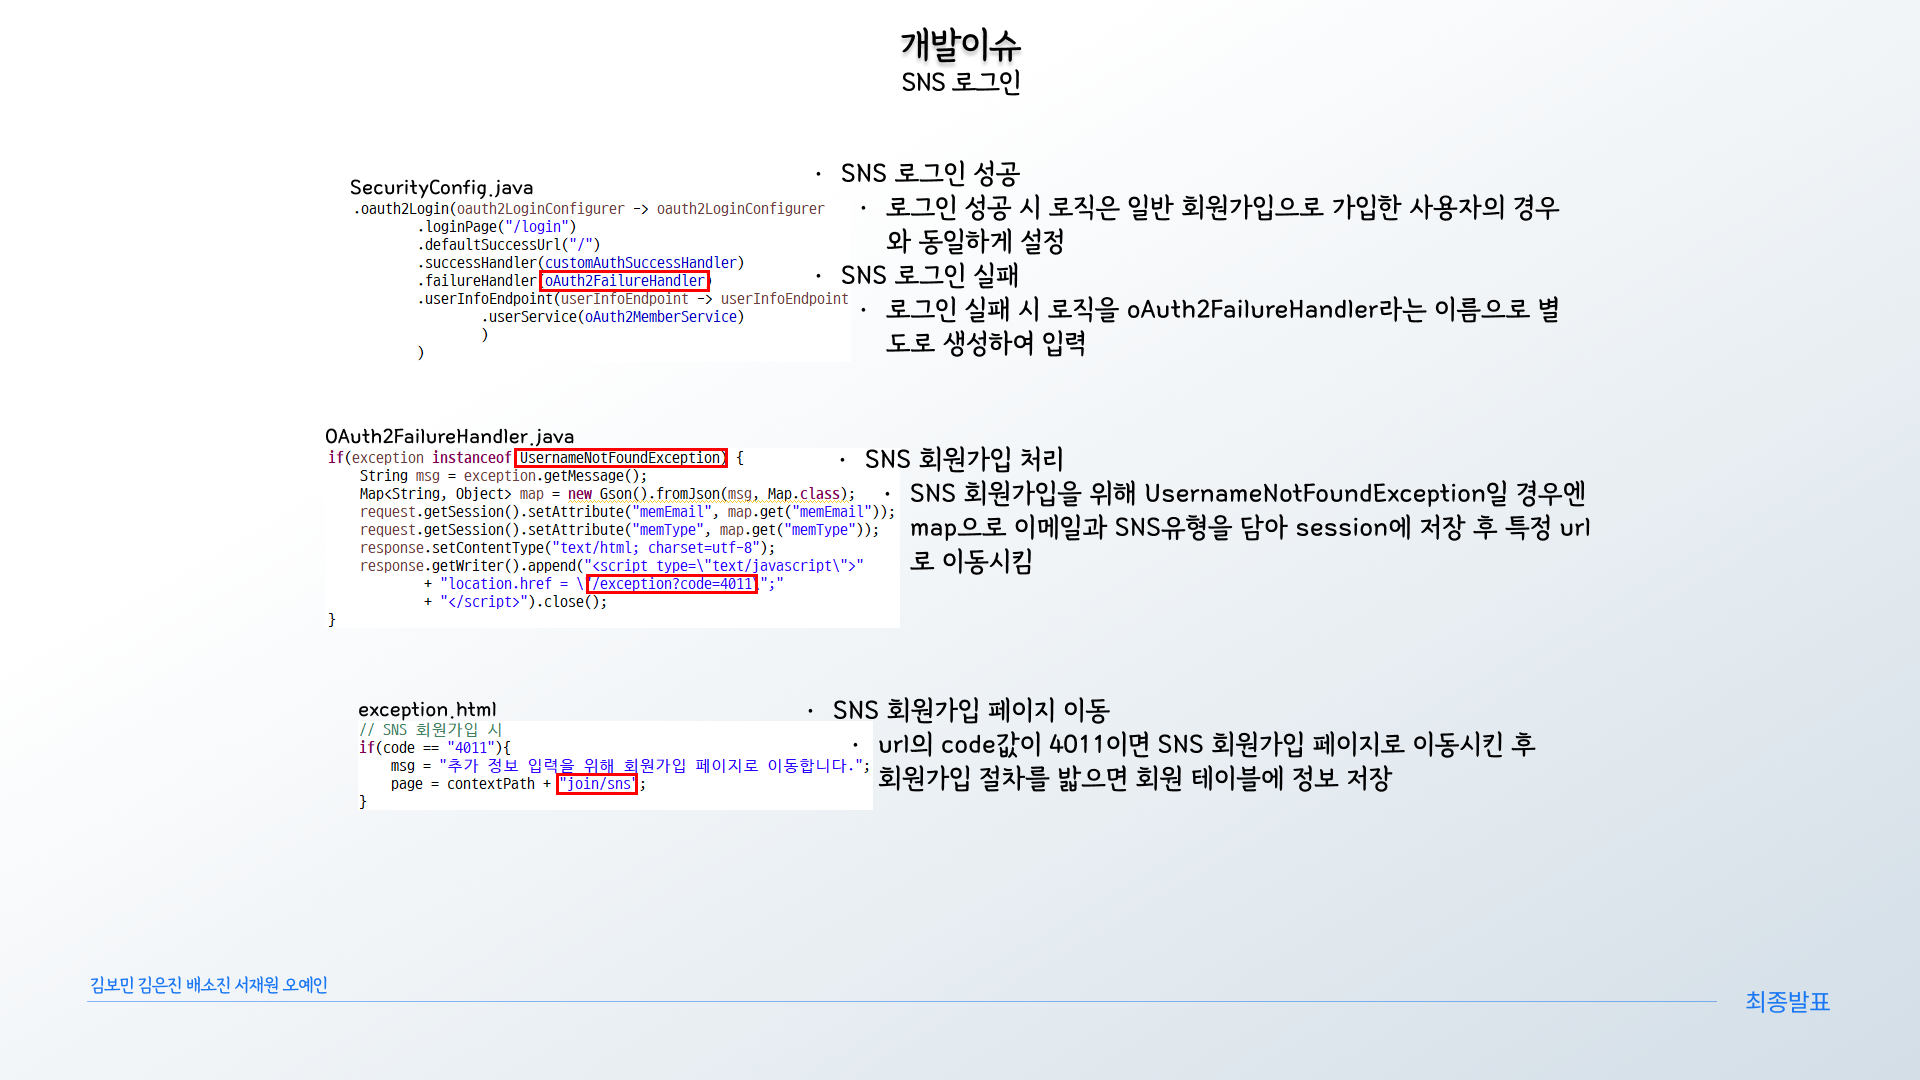 개발이슈
SNS 로그인
SecurityConfig.java
.oauth2Login(oauth2LoginConfigurer -> oauth2LoginConfigurer
.loginPage("/login")
.defaultSuccessUrl("/")
.successHandler(customAuthSuccessHandler)
.failureHandler(oAuth2FailureHandler)
.userInfoEndpoint(userInfoEndpoint -> userInfoEndpoint
.userService(oAuth2MemberService)
)
)
• SNS 로그인 성공
• 로그인 성공 시 로직은 일반 회원가입으로 가입한 사용자의 경우
와 동일하게 설정
• SNS 로그인 실패
• 로그인 실패 시 로직을 oAuth2FailureHandler라는 이름으로 별
도로 생성하여 입력
OAuth2FailureHandler.java
if(exception instanceof UsernameNotFoundException) {
String msg = exception.getMessage();
Map<String, Object> map = new Gson().fromJson(msg, Map.class);
request.getSession().setAttribute("memEmail", map.get("memEmail"));
request.getSession().setAttribute("memType", map.get("memType"));
response.setContentType("text/html; charset=utf-8");
response.getWriter().append("<script type=\"text/javascript\">"
+ "location.href = \"/exception?code=4011\";"
+ "</script>").close();
}
• SNS 회원가입 처리
• SNS 회원가입을 위해 UsernameNotFoundException일 경우엔
map으로 이메일과 SNS유형을 담아 session에 저장 후 특정 url
로 이동시킴
exception.html
// SNS 회원가입 시
if(code == "4011"){
msg = "추가 정보 입력을 위해 회원가입 페이지로 이동합니다.";
page = contextPath + "join/sns";
}
• SNS 회원가입 페이지 이동
• url의 code값이 4011이면 SNS 회원가입 페이지로 이동시킨 후
회원가입 절차를 밟으면 회원 테이블에 정보 저장
김보민 김은진 배소진 서재원 오예인
최종발표